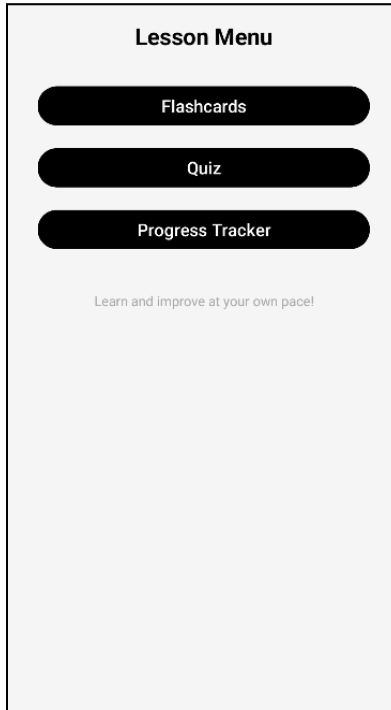 Lesson Menu
Flashcards
Quiz
Progress Tracker
Learn and improve at your own pace!